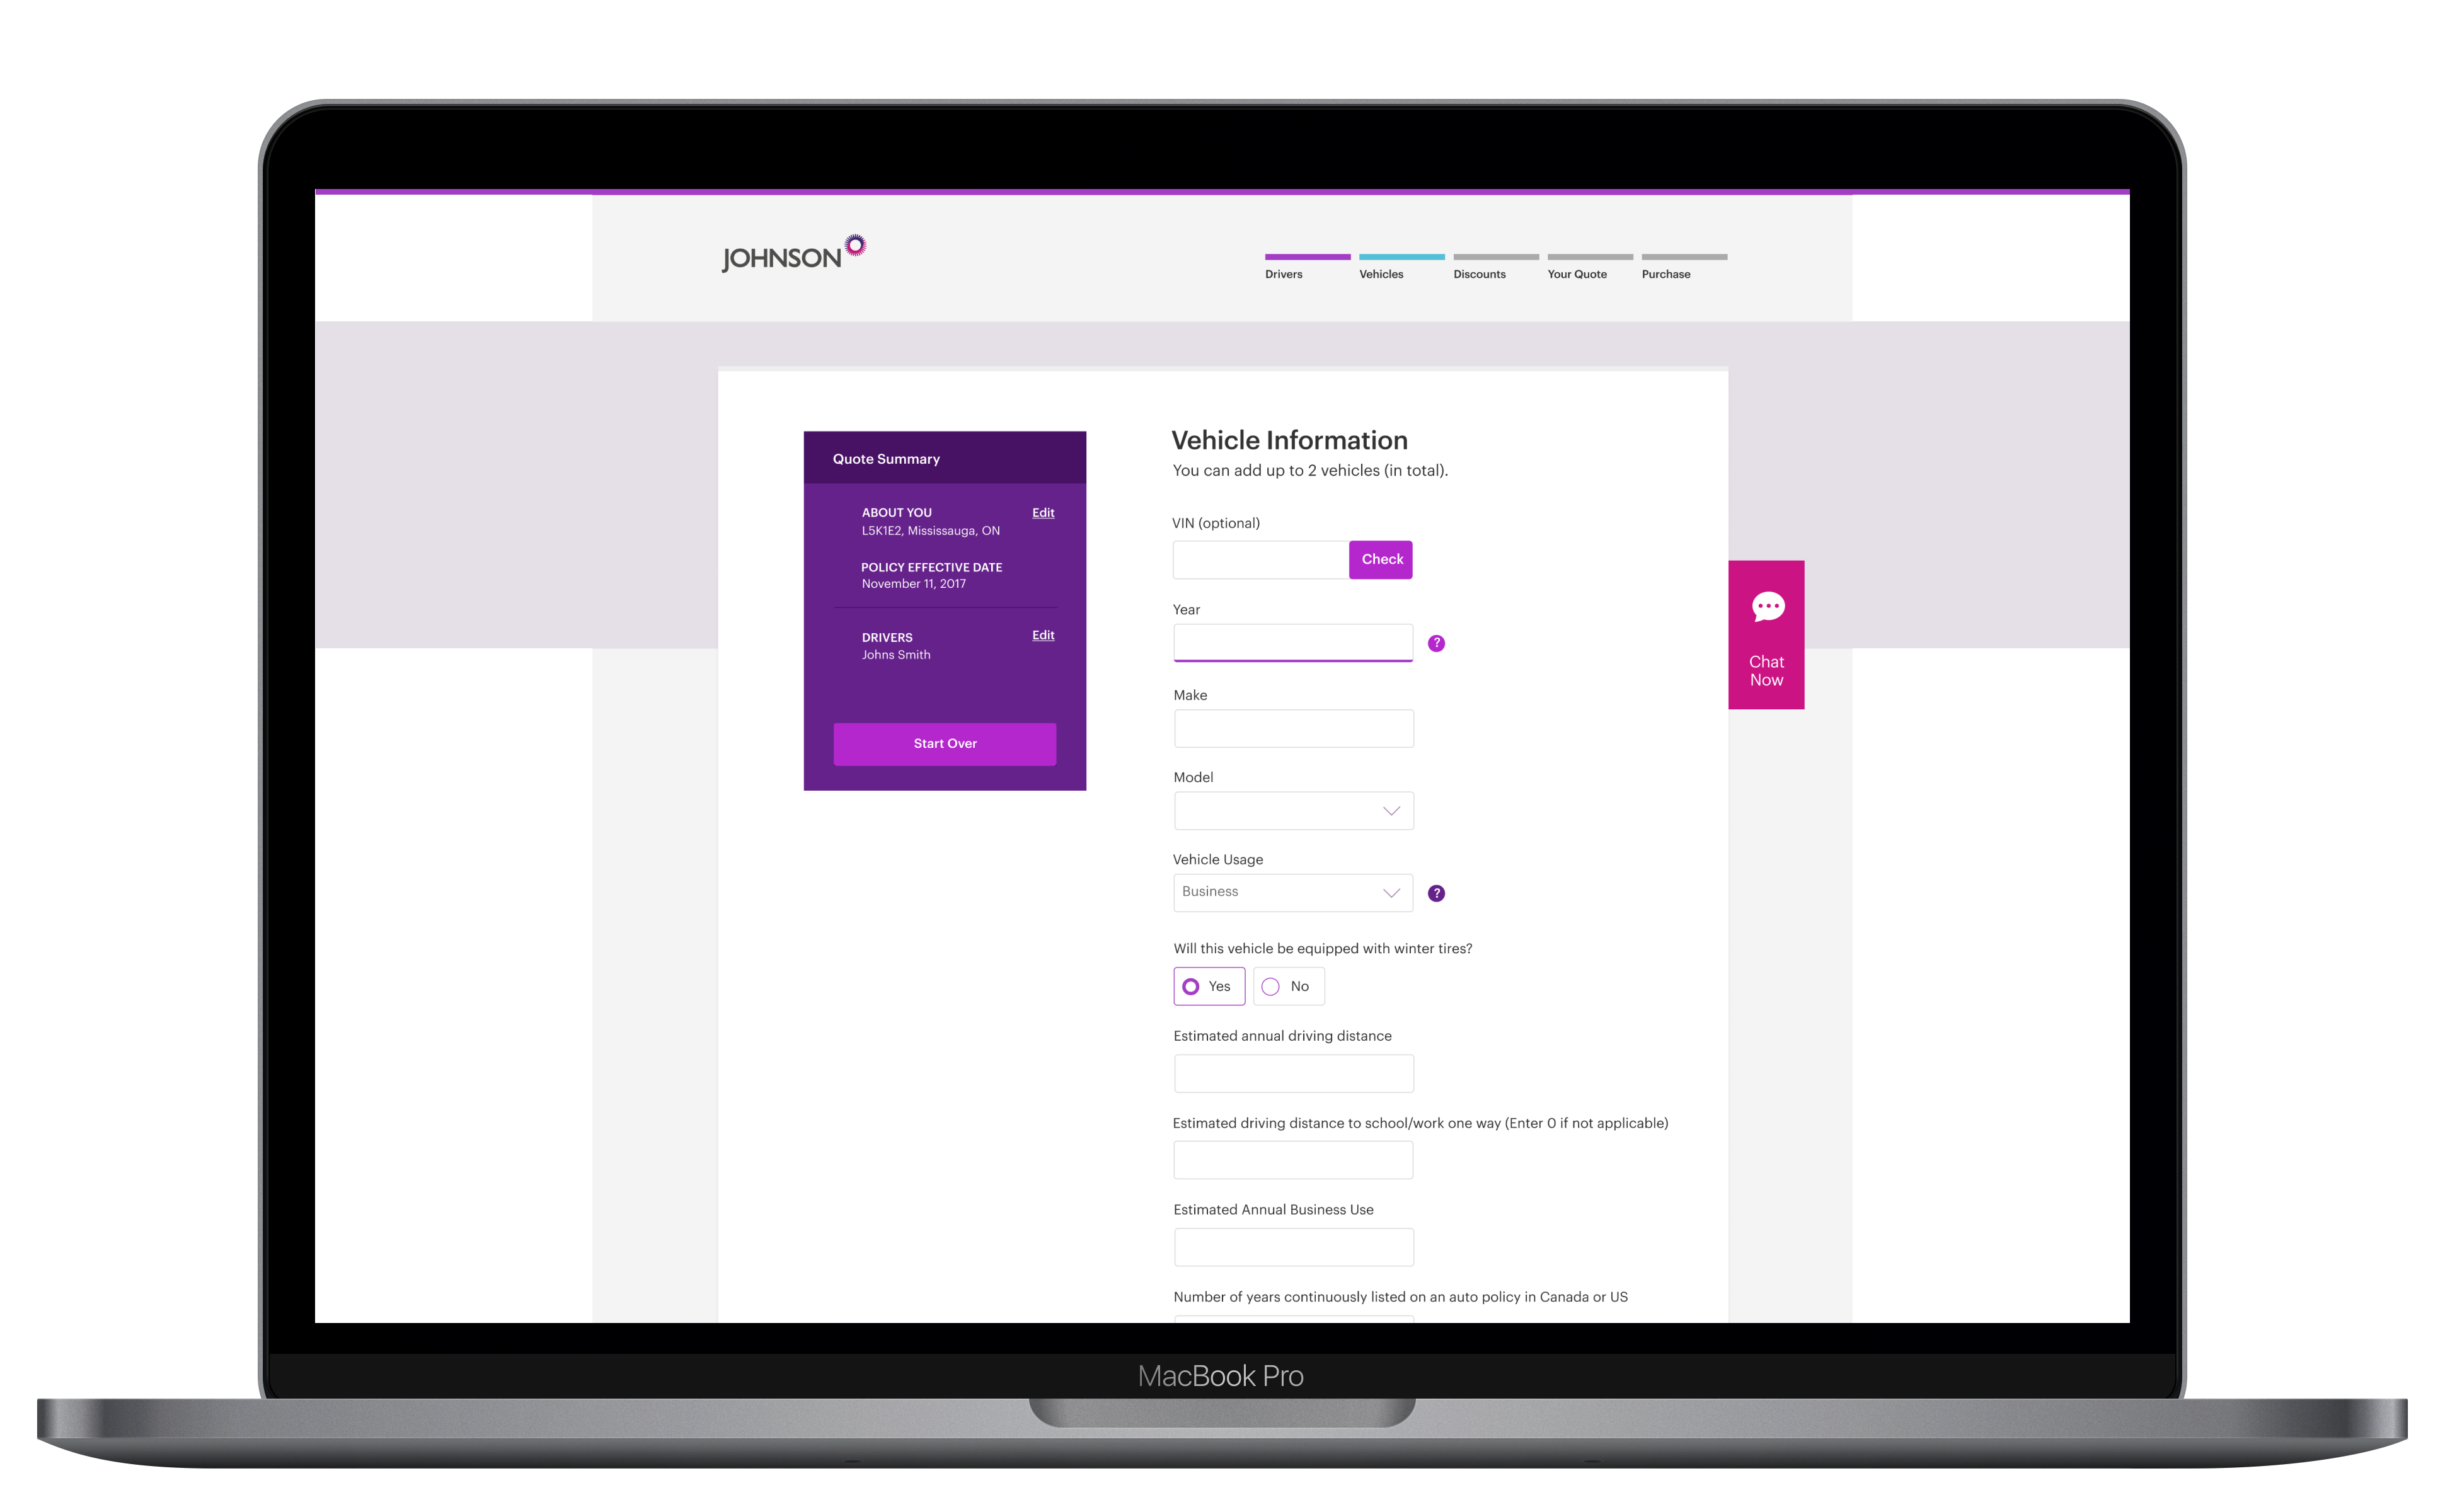 JOHNSON
Drivers
Vehicles
Discounts
Your Quote
Purchase
Quote Summary
ABOUT YOU
Edit
L5K1E2, Mississauga, ON
POLICY EFFECTIVE DATE
November 11, 2017
DRIVERS
Edit
Johns Smith
Start Over
Vehicle Information
You can add up to 2 vehicles (in total).
VIN (optional)
Check
Year
?
Make
Model
Vehicle Usage
Business
?
Will this vehicle be equipped with winter tires?
Yes
No
Estimated annual driving distance
Estimated driving distance to school/work one way (Enter 0 if not applicable)
Estimated Annual Business Use
Number of years continuously listed on an auto policy in Canada or US
Chat
Now
MacBook Pro